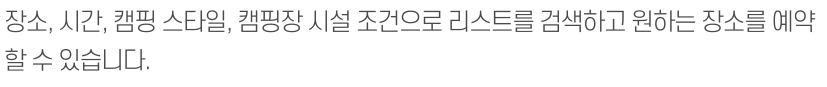 장소, 시간, 캠핑 스타일, 캠핑장 시설 조건으로 리스트를 검색하고 원하는 장소를 예약
할 수 있습니다.